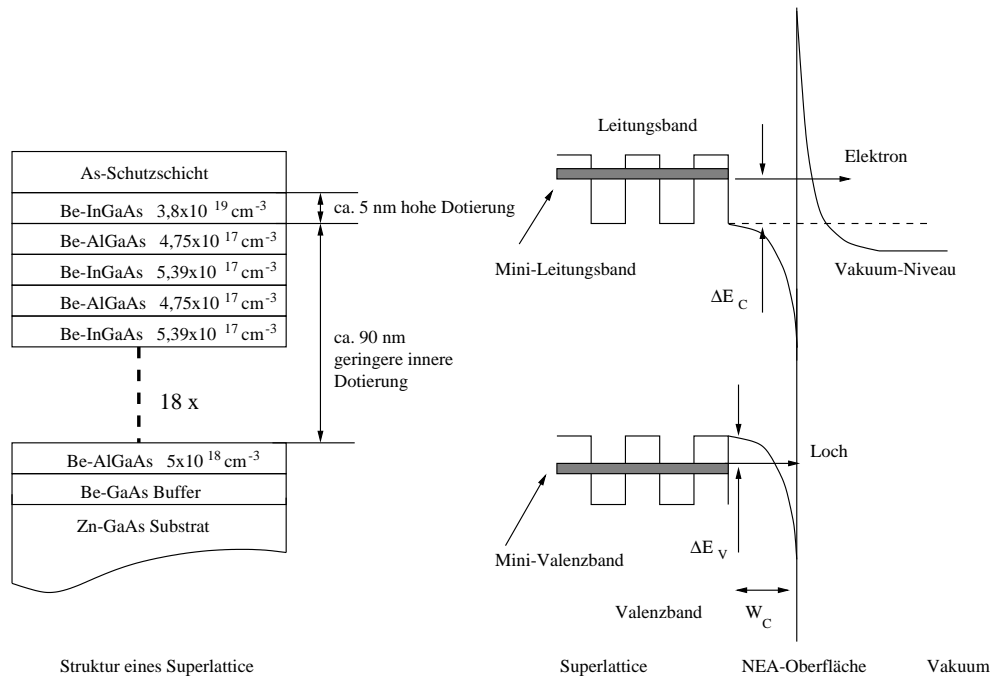 As-Schutzschicht
Be-InGaAs 3,8x10 19 cm-3
Be-AlGaAs 4,75x10 17 cm-3
Be-InGaAs 5,39x10 17 cm-3
Be-AlGaAs 4,75x10 17 cm-3
Be-InGaAs 5,39x10 17 cm-3
18 x
Be-AlGaAs 5x10 18 cm-3
Be-GaAs Buffer
Zn-GaAs Substrat
ca. 5 nm hohe Dotierung
ca. 90 nm
geringere innere
Dotierung
Struktur eines Superlattice
Leitungsband
Elektron
Mini-Leitungsband
ΔE C
Vakuum-Niveau
Loch
Mini-Valenzband
ΔE V
Valenzband
W C
Superlattice
NEA-Oberfläche
Vakuum